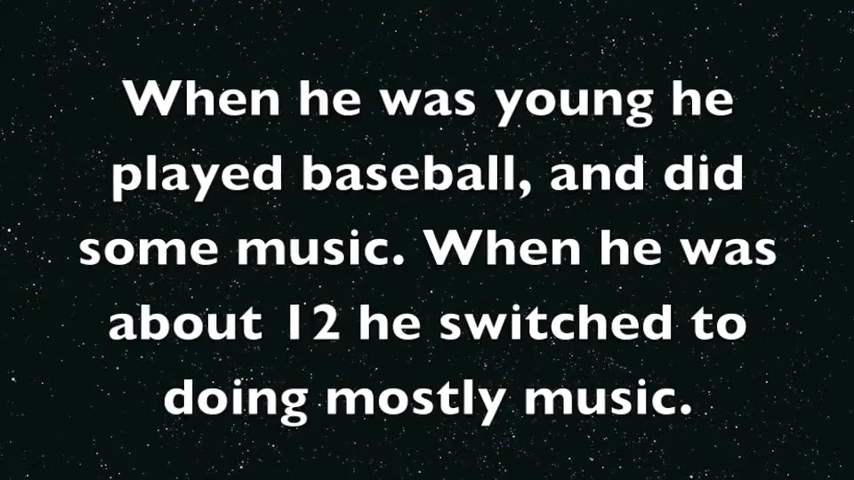 When he was young he
played baseball, and did
some music. When he was
about 12 he switched to
doing mostly music.